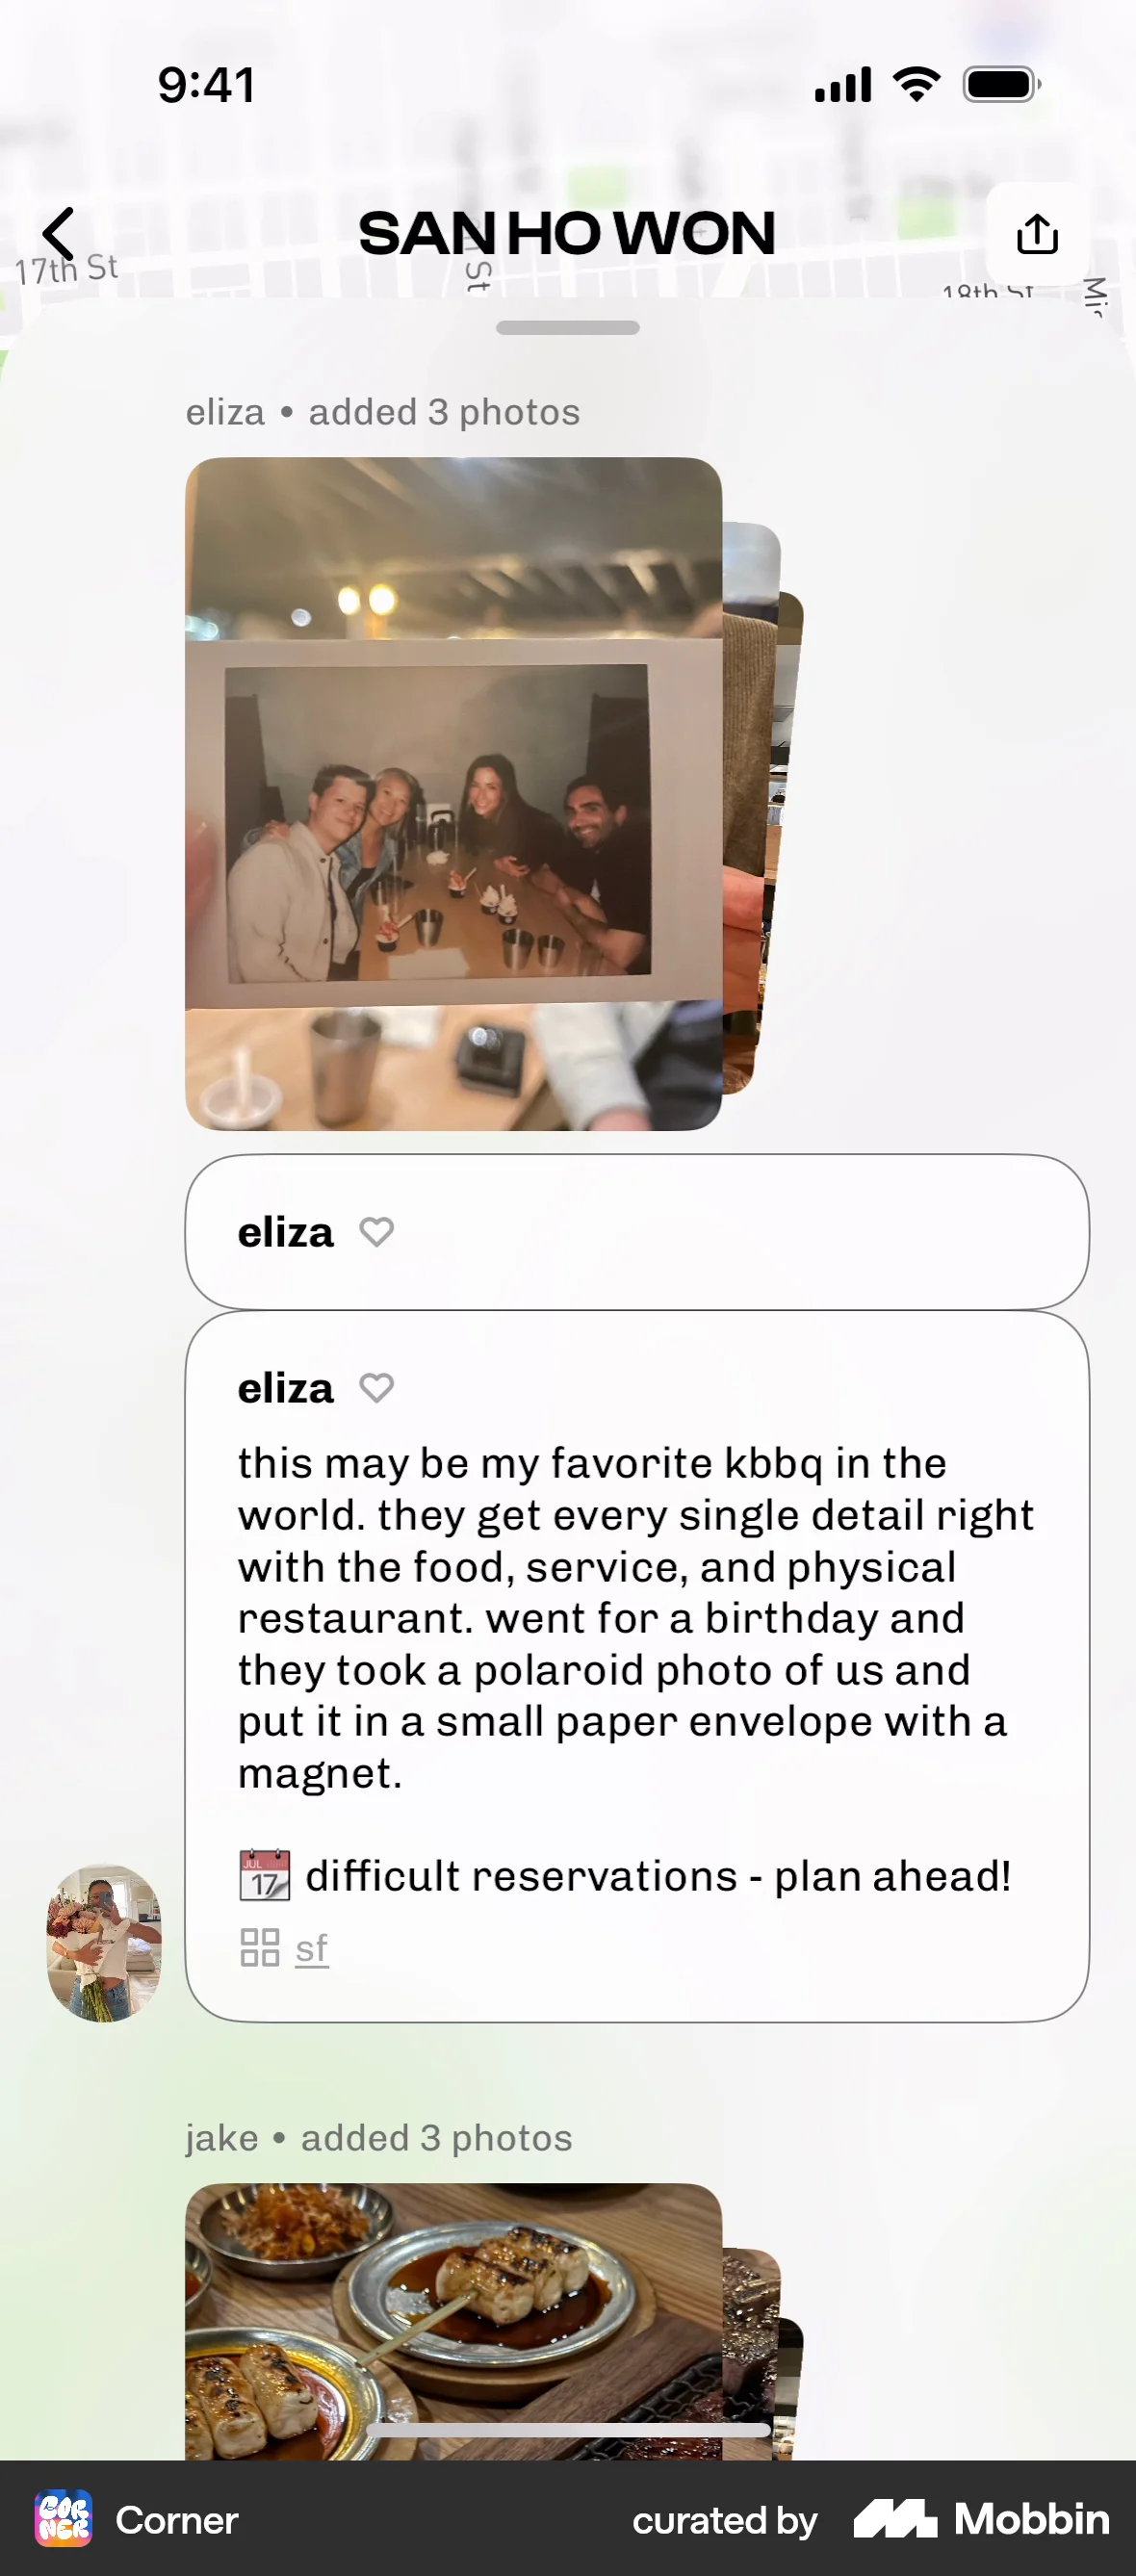 9:41
SAN HO WON
17th St
St
18th St
eliza • added 3 photos
eliza
eliza
this may be my favorite kbbq in the
world. they get every single detail right
with the food, service, and physical
restaurant. went for a birthday and
they took a polaroid photo of us and
put it in a small paper envelope with a
magnet.
JUL
17
difficult reservations - plan ahead!
sf
jake • added 3 photos
CORNER
Corner
curated by Mobbin